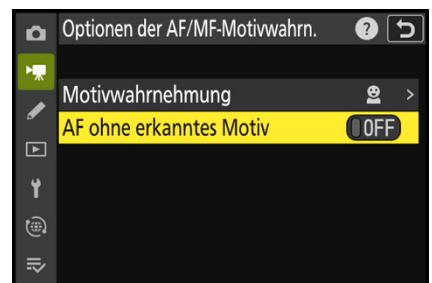 Optionen der AF/MF-Motivwahrn.
Motivwahrnehmung
AF ohne erkanntes Motiv OFF